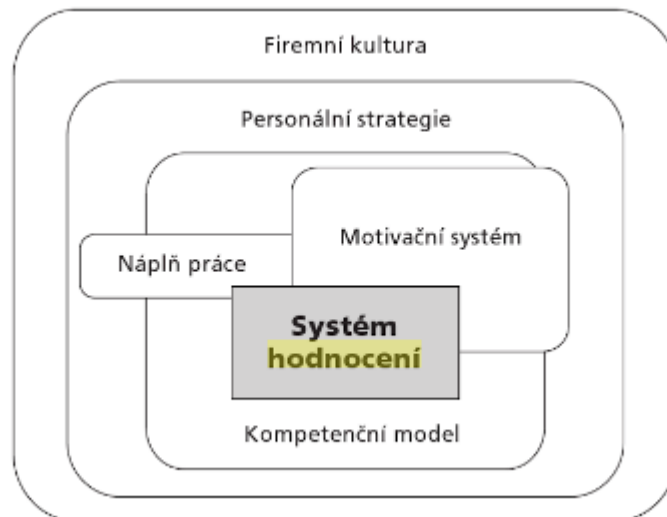 Firemní kultura
Personální strategie
Motivační systém
Náplň práce
Systém
hodnocení
Kompetenční model